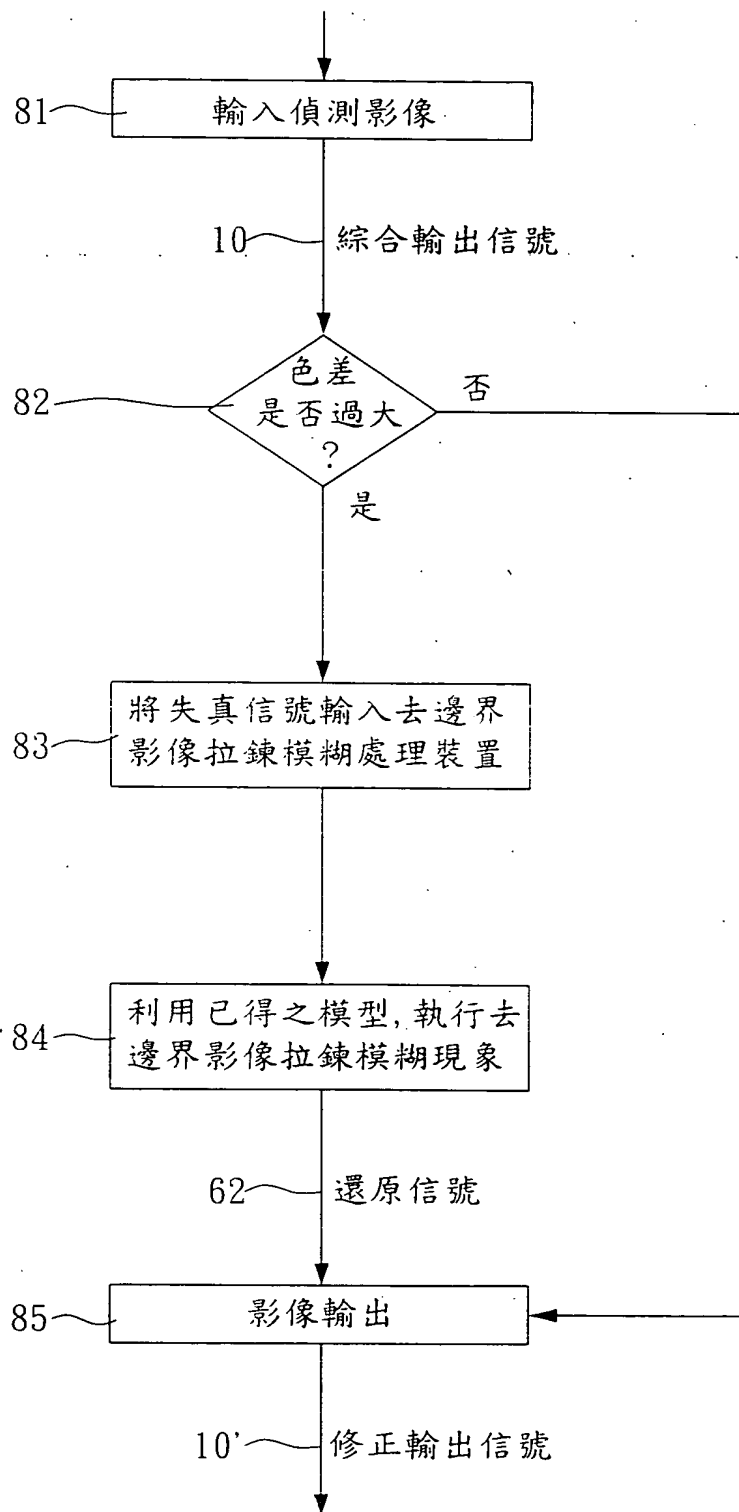 81
輸入偵測影像
10 綜合輸出信號
82
色差
是否過大
?
否
是
83
將失真信號輸入去邊界
影像拉鍊模糊處理裝置
84
利用已得之模型,執行去
邊界影像拉鍊模糊現象
62 還原信號
85
影像輸出
10' 修正輸出信號